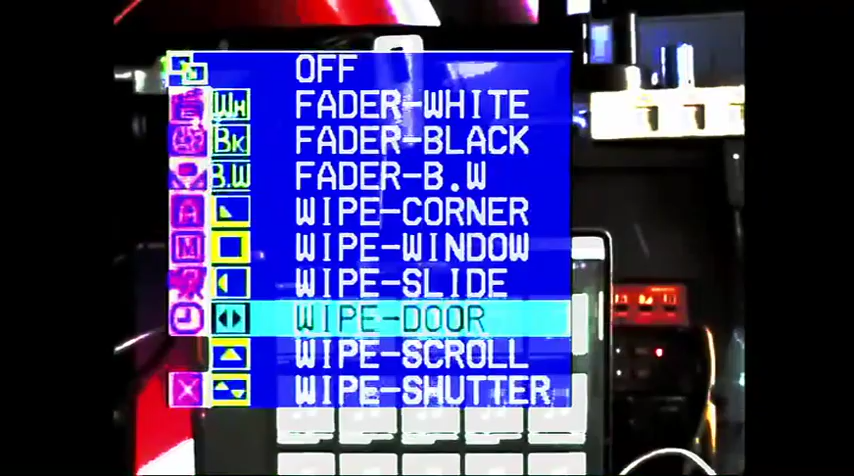 OFF
WH FADER-WHITE
BK FADER-BLACK
B.W FADER-B.W
WIPE-CORNER
A
WIPE-WINDOW
M
WIPE-SLIDE
WIPE-DOOR
WIPE-SCROLL
WIPE-SHUTTER